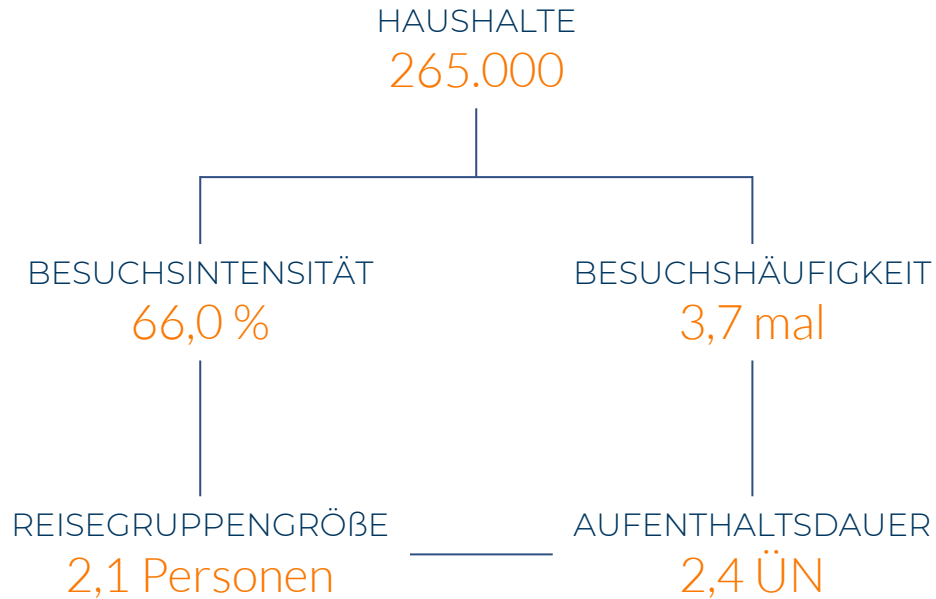 HAUSHALTE
265.000
BESUCHSINTENSITÄT
66,0 %
BESUCHSHÄUFIGKEIT
3,7 mal
REISEGRUPPENGRÖßE
2,1 Personen
AUFENTHALTSDAUER
2,4 ÜN